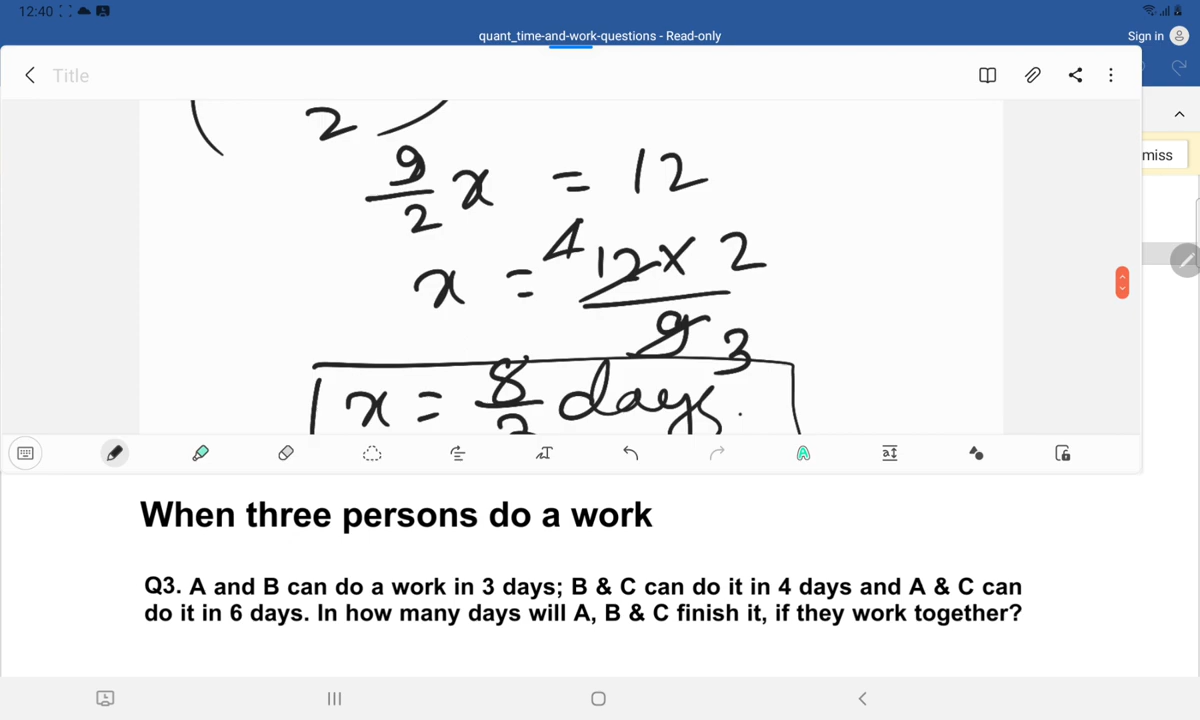 12:40
quant_time-and-work-questions - Read-only
Sign in
Title
miss
2
9/2 x = 12
x = 4 12 x 2 / 9 3
x = 8/3 days.
When three persons do a work
Q3. A and B can do a work in 3 days; B & C can do it in 4 days and A & C can
do it in 6 days. In how many days will A, B & C finish it, if they work together?